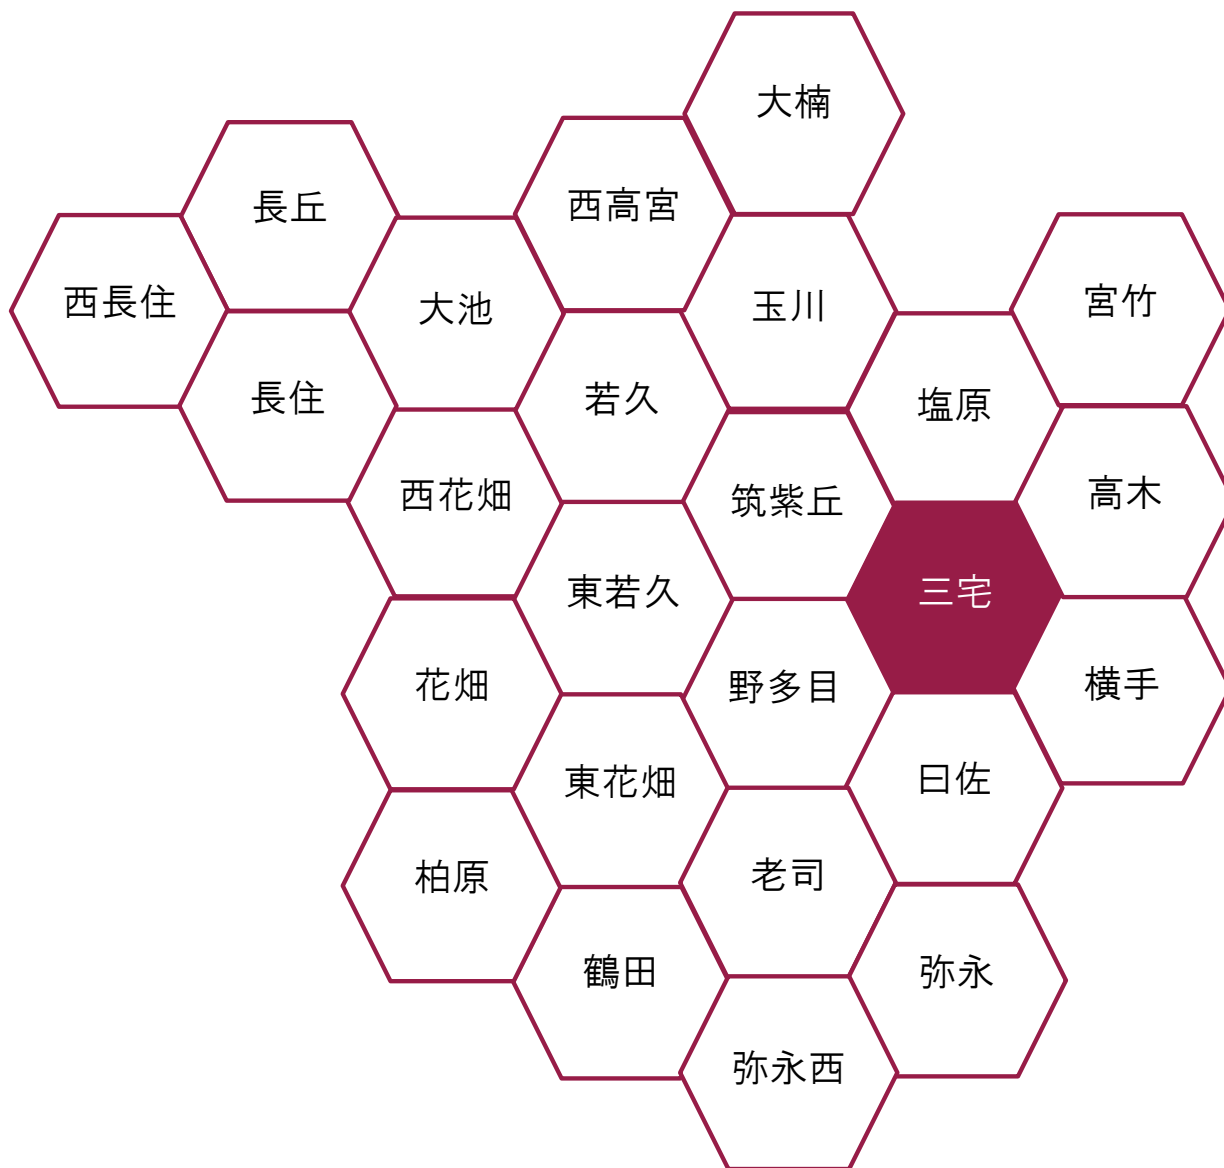 大楠
西高宮
長丘
宮竹
西長住
玉川
大池
長住
若久
塩原
高木
西花畑
筑紫丘
三宅
東若久
横手
花畑
野多目
曰佐
東花畑
老司
柏原
鶴田
弥永
弥永西